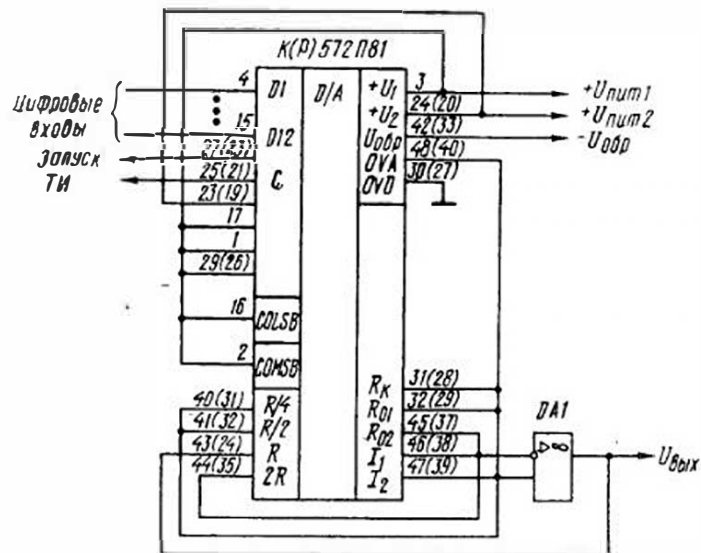 К(Р)572ПВ1
4
D1
D/A
+U1
3
+Uпит1
Цифровые
входы
15
D12
+U2
24(20)
+Uпит2
Uобр
42(33)
-Uобр
Запуск
27(23)
OVA
48(40)
ТИ
25(21)
C
OVD
30(27)
23(19)
17
1
29(26)
16
COLSB
2
COMSB
40(31)
R/4
RK
31(28)
41(32)
R/2
R01
32(29)
DA1
43(24)
R
R02
45(37)
44(35)
2R
I1
46(38)
▷∞
Uвых
I2
47(39)